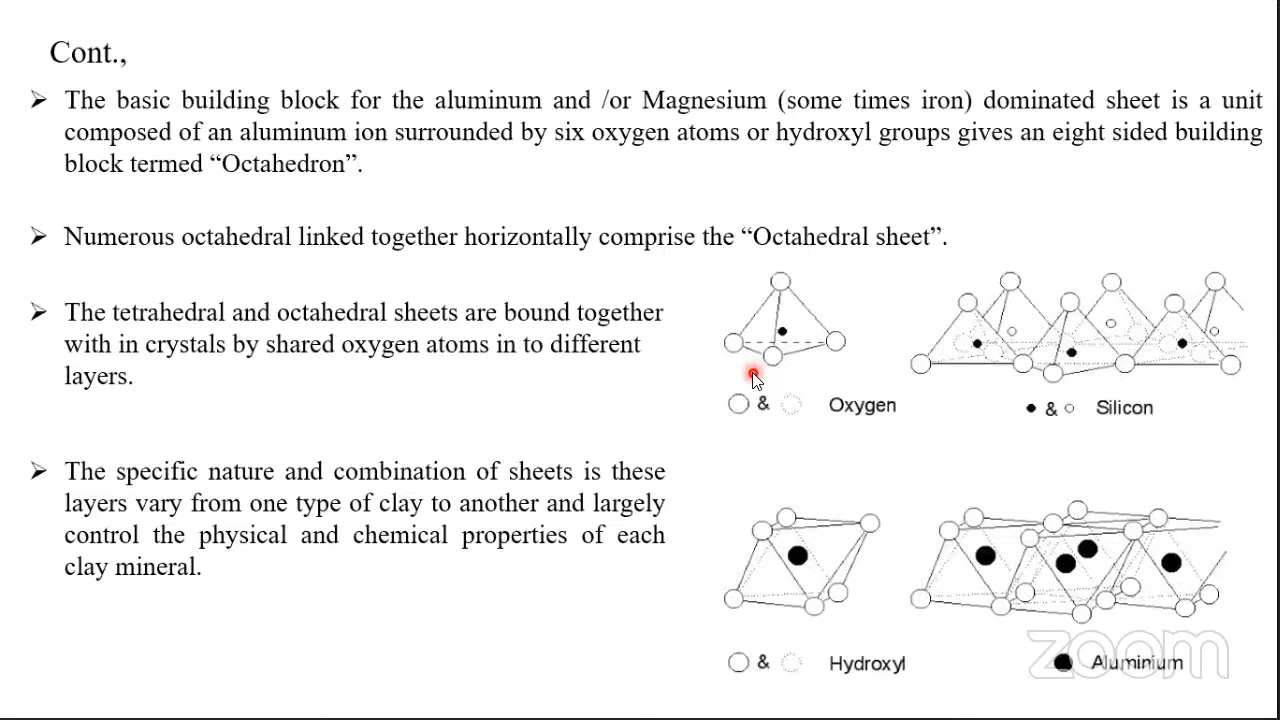 Cont.,
➢ The basic building block for the aluminum and /or Magnesium (some times iron) dominated sheet is a unit
composed of an aluminum ion surrounded by six oxygen atoms or hydroxyl groups gives an eight sided building
block termed “Octahedron”.
➢ Numerous octahedral linked together horizontally comprise the “Octahedral sheet”.
➢ The tetrahedral and octahedral sheets are bound together
with in crystals by shared oxygen atoms in to different
layers.
& Oxygen
& Silicon
➢ The specific nature and combination of sheets is these
layers vary from one type of clay to another and largely
control the physical and chemical properties of each
clay mineral.
& Hydroxyl
Aluminium
zoom